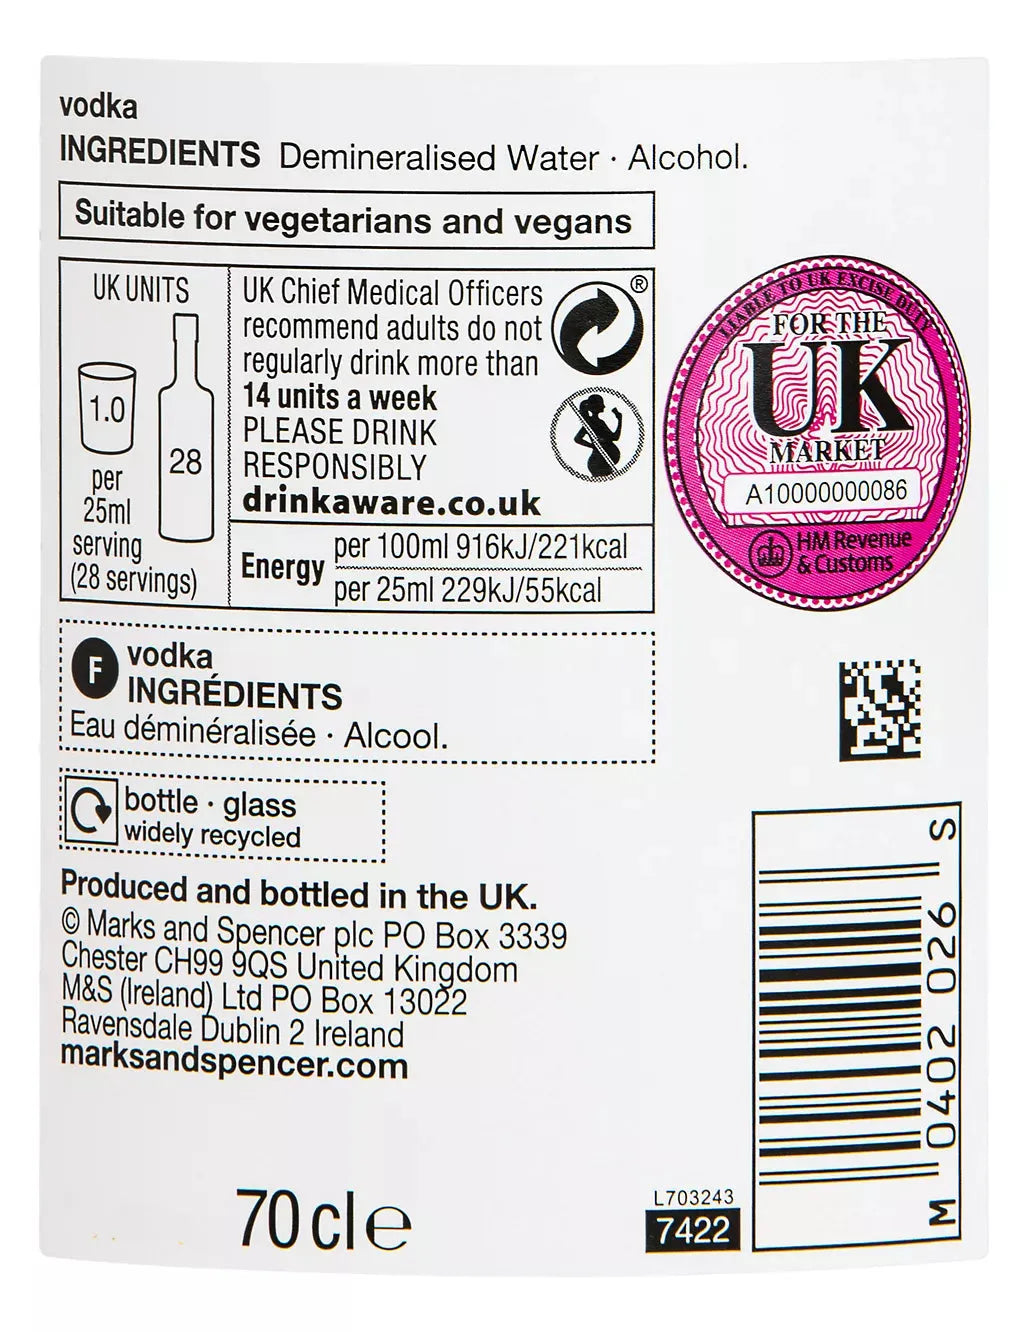 vodka
INGREDIENTS Demineralised Water · Alcohol.
Suitable for vegetarians and vegans
UK UNITS
1.0
per
25ml
serving
(28 servings)
28
UK Chief Medical Officers
recommend adults do not
regularly drink more than
14 units a week
PLEASE DRINK
RESPONSIBLY
drinkaware.co.uk
®
Energy
per 100ml 916kJ/221kcal
per 25ml 229kJ/55kcal
LIABLE TO UK EXCISE DUTY
FOR THE
UK
MARKET
A10000000086
HM Revenue
& Customs
F
vodka
INGRÉDIENTS
Eau déminéralisée · Alcool.
bottle · glass
widely recycled
Produced and bottled in the UK.
© Marks and Spencer plc PO Box 3339
Chester CH99 9QS United Kingdom
M&S (Ireland) Ltd PO Box 13022
Ravensdale Dublin 2 Ireland
marksandspencer.com
70 cl e
L703243
7422
M 0402 026 S